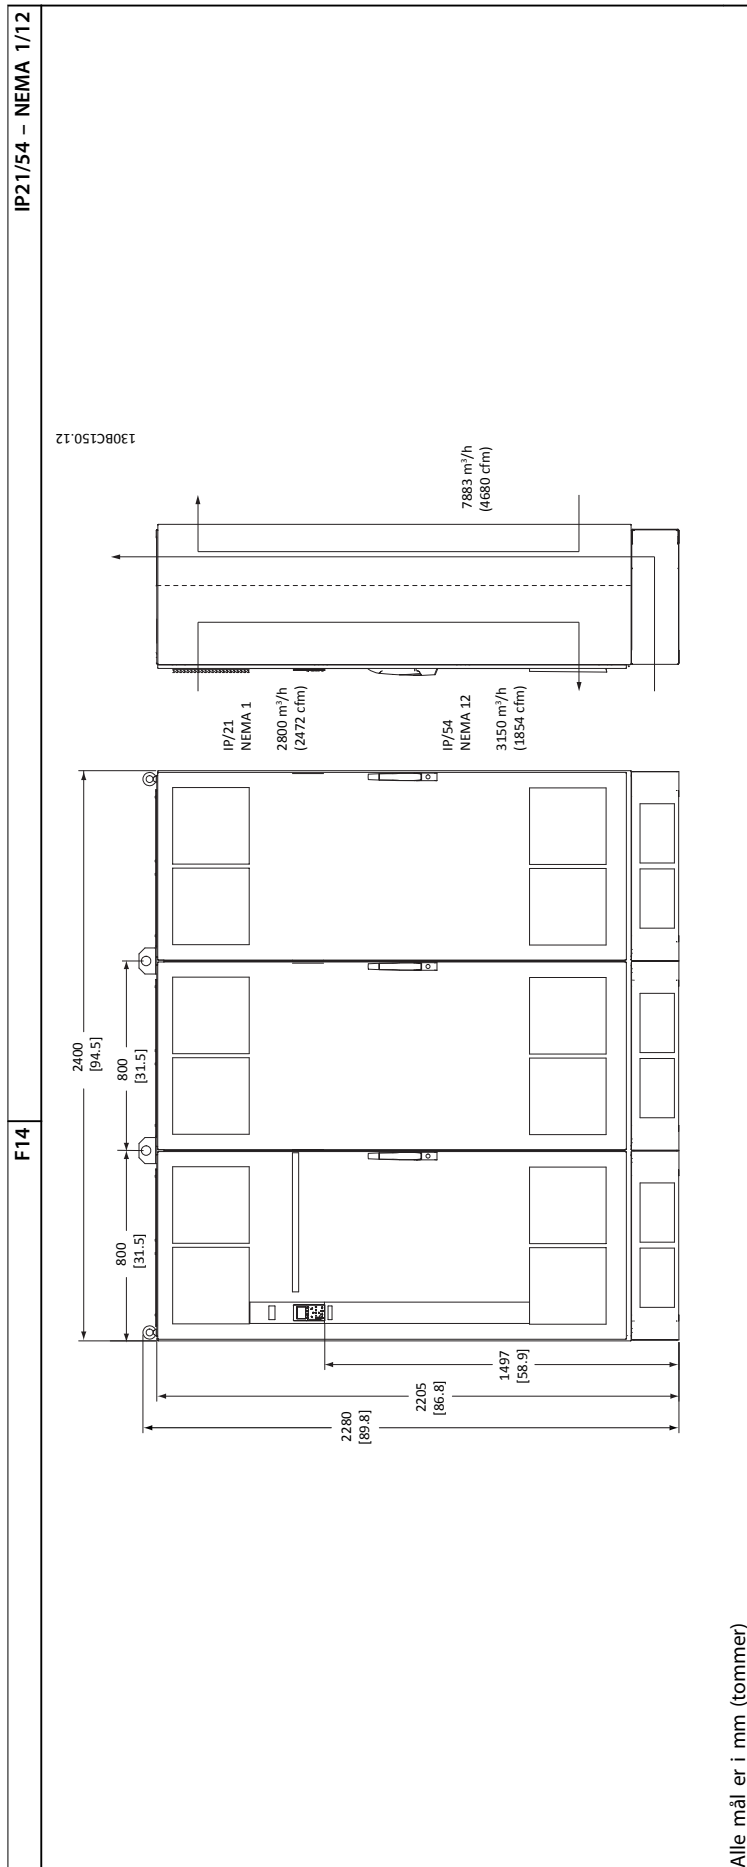 F14
IP21/54 – NEMA 1/12
130BC150.12
2400
[94.5]
800
[31.5]
800
[31.5]
2280
[89.8]
2205
[86.8]
1497
[58.9]
IP/21
NEMA 1
2800 m³/h
(2472 cfm)
IP/54
NEMA 12
3150 m³/h
(1854 cfm)
7883 m³/h
(4680 cfm)
Alle mål er i mm (tommer)